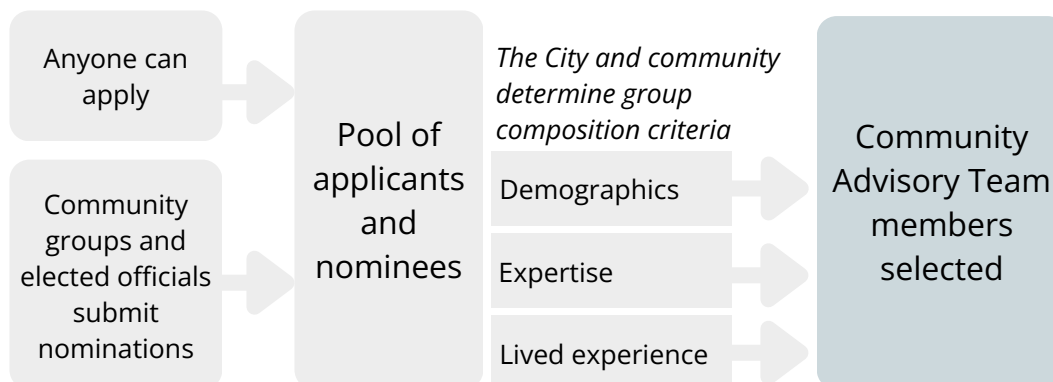 Anyone can
apply
Community
groups and
elected officials
submit
nominations
Pool of
applicants
and
nominees
The City and community
determine group
composition criteria
Demographics
Expertise
Lived experience
Community
Advisory Team
members
selected